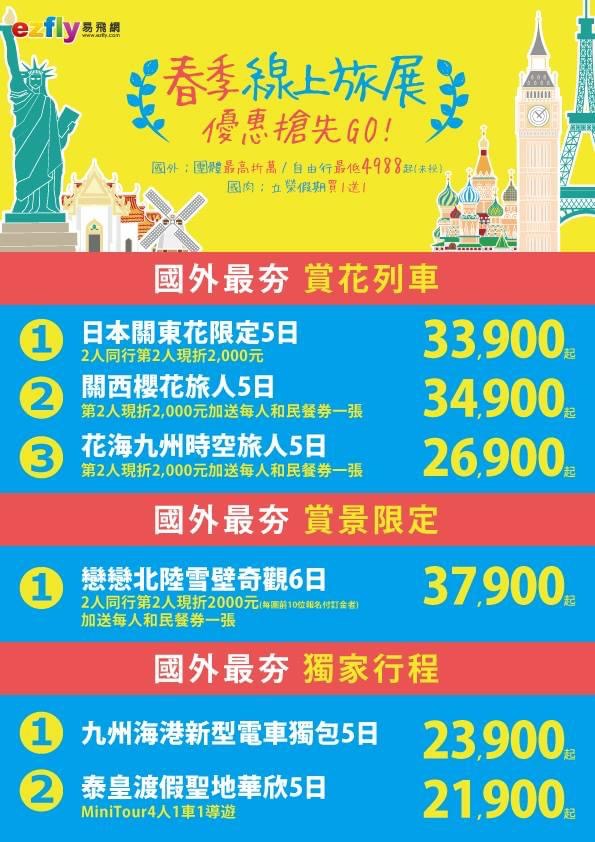 ezfly 易飛網
www.ezfly.com
春季線上旅展
優惠搶先GO!
國外；團體最高折萬/自由行最低4988起(未稅)
國內；立榮假期買1送1
國外最夯 賞花列車
1 日本關東花限定5日 33,900起
2人同行第2人現折2,000元
2 關西櫻花旅人5日 34,900起
第2人現折2,000元加送每人和民餐券一張
3 花海九州時空旅人5日 26,900起
第2人現折2,000元加送每人和民餐券一張
國外最夯 賞景限定
1 戀戀北陸雪壁奇觀6日 37,900起
2人同行第2人現折2000元(每團前10位報名付訂金者)
加送每人和民餐券一張
國外最夯 獨家行程
1 九州海港新型電車獨包5日 23,900起
2 泰皇渡假聖地華欣5日 21,900起
MiniTour4人1車1導遊